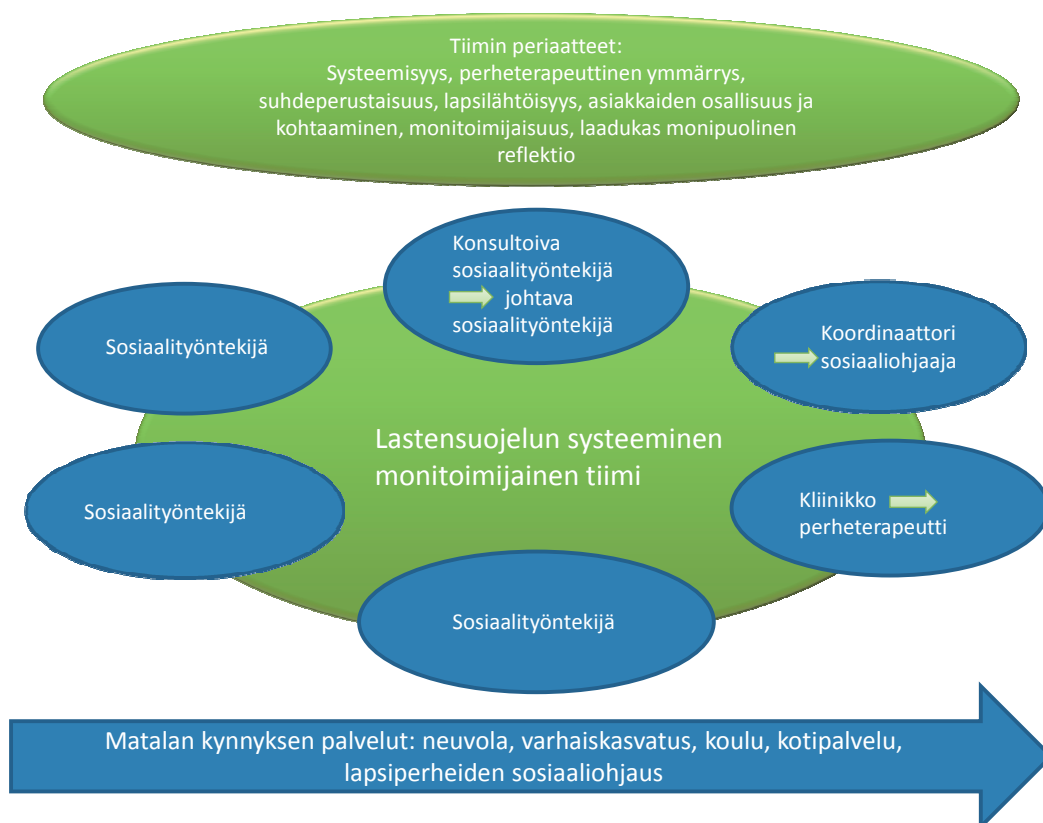 Tiimin periaatteet:
Systeemisyys, perheterapeuttinen ymmärrys,
suhdeperustaisuus, lapsilähtöisyys, asiakkaiden osallisuus ja
kohtaaminen, monitoimijaisuus, laadukas monipuolinen
reflektio
Konsultoiva
sosiaalityöntekijä
johtava
sosiaalityöntekijä
Sosiaalityöntekijä
Koordinaattori
sosiaaliohjaaja
Lastensuojelun systeeminen
monitoimijainen tiimi
Sosiaalityöntekijä
Kliinikko
perheterapeutti
Sosiaalityöntekijä
Matalan kynnyksen palvelut: neuvola, varhaiskasvatus, koulu, kotipalvelu,
lapsiperheiden sosiaaliohjaus